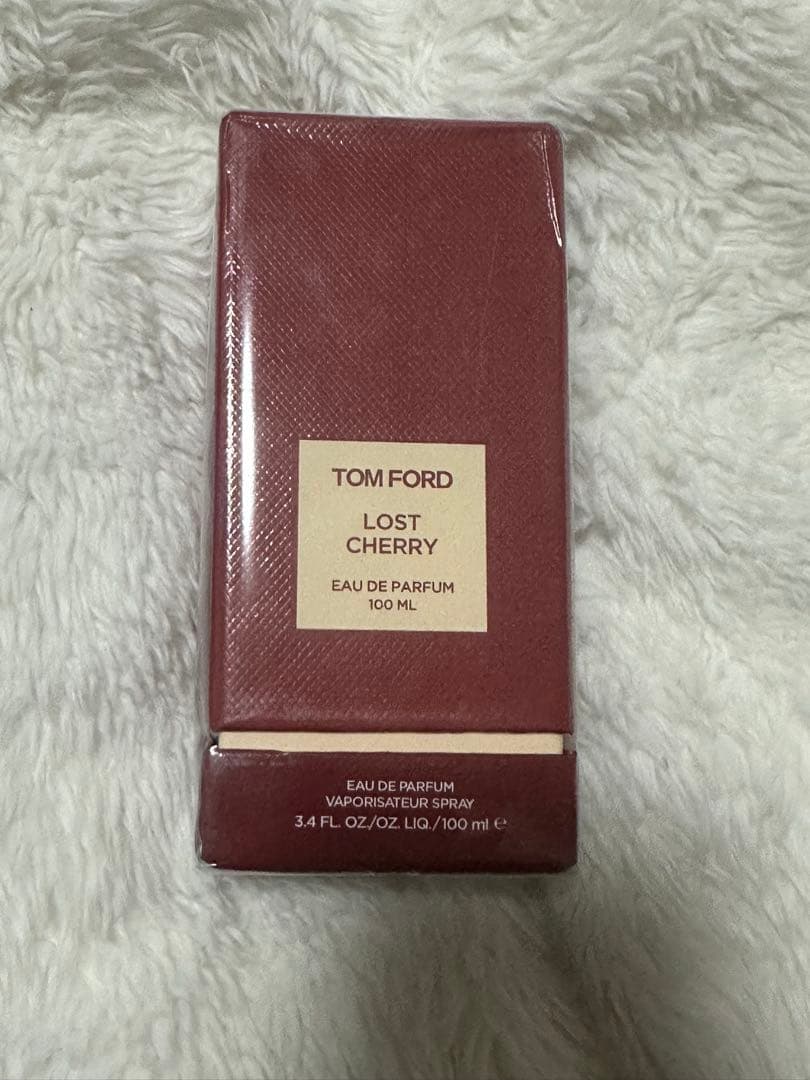 TOM FORD
LOST
CHERRY
EAU DE PARFUM
100 ML
EAU DE PARFUM
VAPORISATEUR SPRAY
3.4 FL. OZ./OZ. LIQ./100 ml ℮